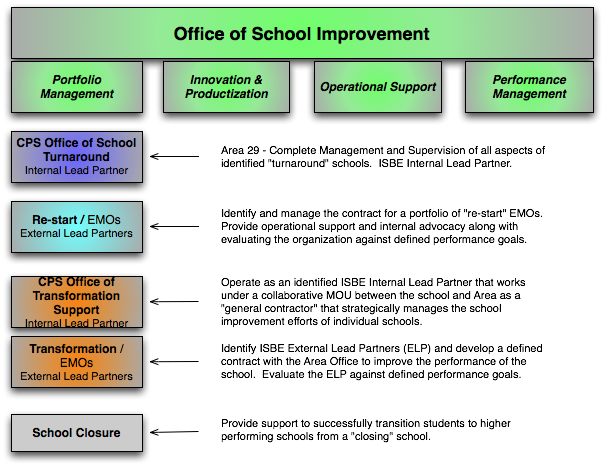 Office of School Improvement
Portfolio
Management
Innovation &
Productization
Operational Support
Performance
Management
CPS Office of School
Turnaround
Internal Lead Partner
Area 29 - Complete Management and Supervision of all aspects of
identified "turnaround" schools.  ISBE Internal Lead Partner.
Re-start / EMOs
External Lead Partners
Identify and manage the contract for a portfolio of "re-start" EMOs.
Provide operational support and internal advocacy along with
evaluating the organization against defined performance goals.
CPS Office of
Transformation
Support
Internal Lead Partner
Operate as an identified ISBE Internal Lead Partner that works
under a collaborative MOU between the school and Area as a
"general contractor" that strategically manages the school
improvement efforts of individual schools.
Transformation /
EMOs
External Lead Partners
Identify ISBE External Lead Partners (ELP) and develop a defined
contract with the Area Office to improve the performance of the
school.  Evaluate the ELP against defined performance goals.
School Closure
Provide support to successfully transition students to higher
performing schools from a "closing" school.